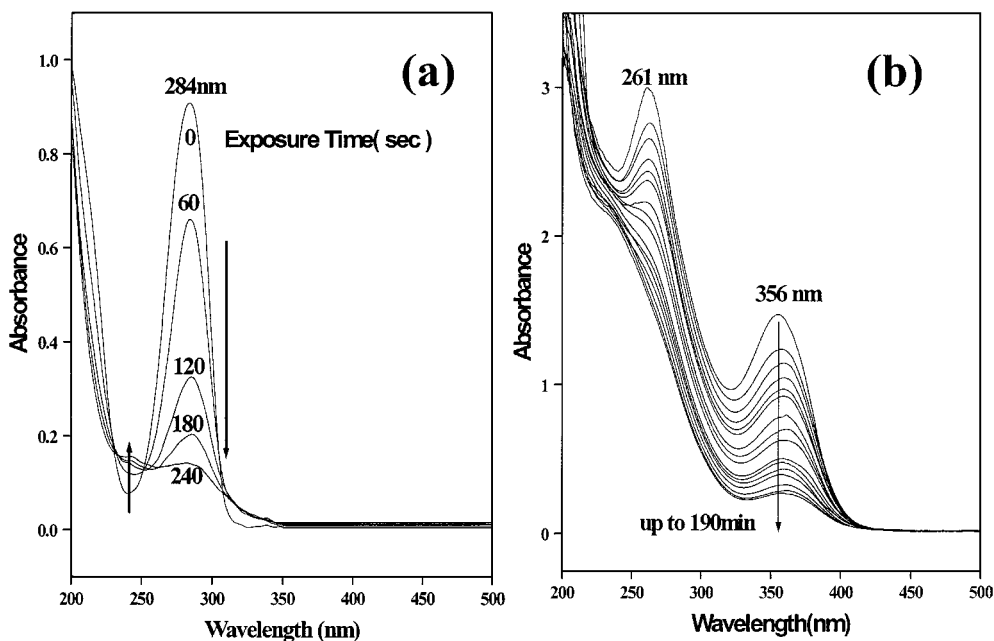 (a)
284nm
0
Exposure Time( sec )
60
120
180
240
1.0
0.8
0.6
0.4
0.2
0.0
Absorbance
200 250 300 350 400 450 500
Wavelength (nm)
(b)
261 nm
356 nm
up to 190min
3
2
1
0
Absorbance
200 250 300 350 400 450 500
Wavelength(nm)